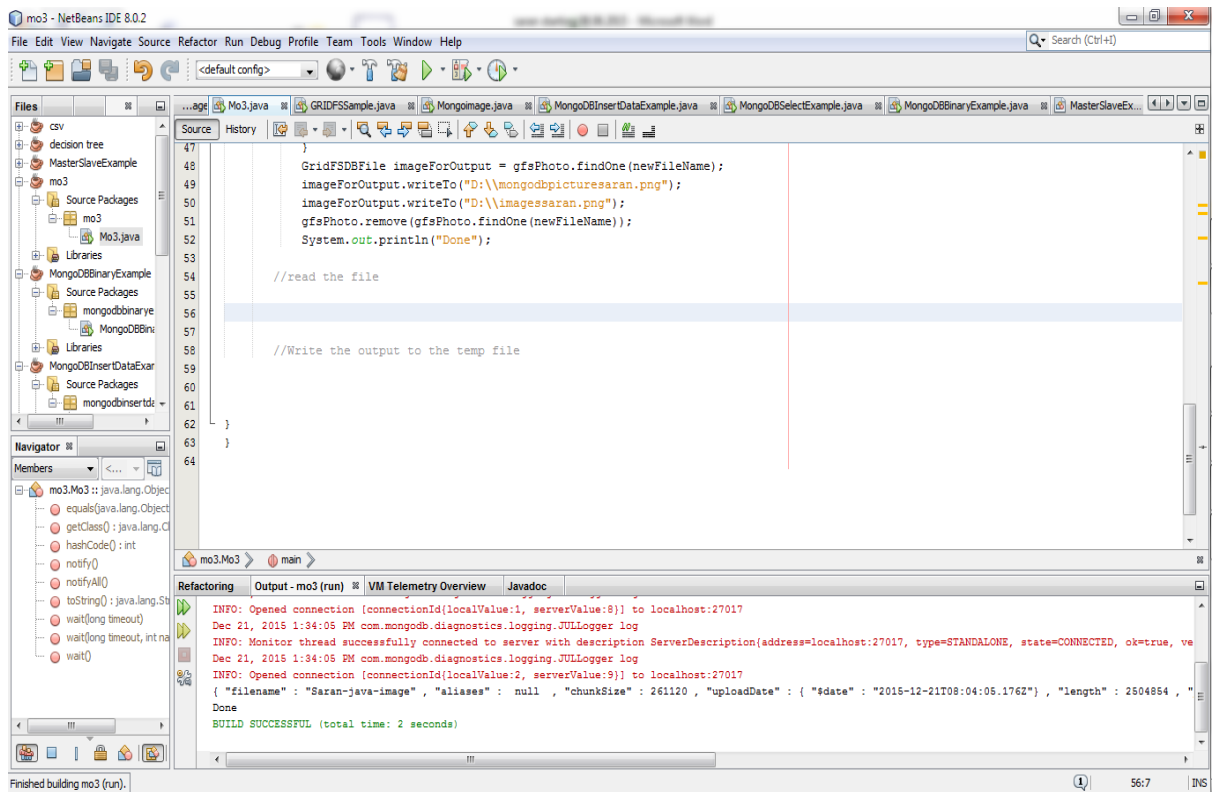 mo3 - NetBeans IDE 8.0.2
File Edit View Navigate Source Refactor Run Debug Profile Team Tools Window Help
Search (Ctrl+I)
<default config>
Files
...age Mo3.java GRIDFSSample.java Mongoimage.java MongoDBInsertDataExample.java MongoDBSelectExample.java MongoDBBinaryExample.java MasterSlaveEx...
Source History
csv
decision tree
MasterSlaveExample
mo3
Source Packages
mo3
Mo3.java
Libraries
MongoDBBinaryExample
Source Packages
mongodbbinarye
MongoDBBina
Libraries
MongoDBInsertDataExar
Source Packages
mongodbinsertda
47 }
48 GridFSDBFile imageForOutput = gfsPhoto.findOne(newFileName);
49 imageForOutput.writeTo("D:\\mongodbpicturesaran.png");
50 imageForOutput.writeTo("D:\\imagessaran.png");
51 gfsPhoto.remove(gfsPhoto.findOne(newFileName));
52 System.out.println("Done");
53
54 //read the file
55
56
57
58 //Write the output to the temp file
59
60
61
62 }
63 }
64
Navigator
Members <...
mo3.Mo3 :: java.lang.Objec
equals(java.lang.Object
getClass() : java.lang.Cl
hashCode() : int
notify()
notifyAll()
toString() : java.lang.St
wait(long timeout)
wait(long timeout, int na
wait()
mo3.Mo3 main
Refactoring Output - mo3 (run) VM Telemetry Overview Javadoc
INFO: Opened connection [connectionId{localValue:1, serverValue:8}] to localhost:27017
Dec 21, 2015 1:34:05 PM com.mongodb.diagnostics.logging.JULLogger log
INFO: Monitor thread successfully connected to server with description ServerDescription{address=localhost:27017, type=STANDALONE, state=CONNECTED, ok=true, ve
Dec 21, 2015 1:34:05 PM com.mongodb.diagnostics.logging.JULLogger log
INFO: Opened connection [connectionId{localValue:2, serverValue:9}] to localhost:27017
{ "filename" : "Saran-java-image" , "aliases" : null , "chunkSize" : 261120 , "uploadDate" : { "$date" : "2015-12-21T08:04:05.176Z"} , "length" : 2504854 , "
Done
BUILD SUCCESSFUL (total time: 2 seconds)
Finished building mo3 (run).
1 56:7 INS